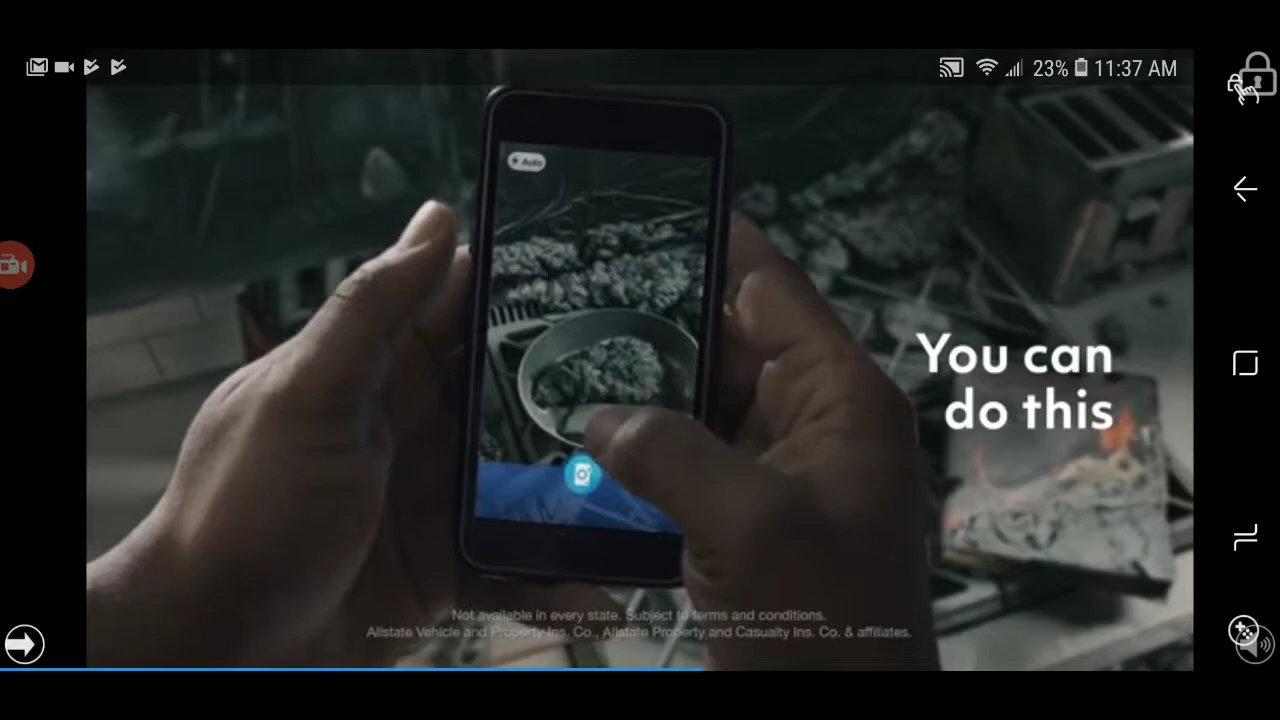 23% 11:37 AM
Auto
You can
do this
Not available in every state. Subject to terms and conditions.
Allstate Vehicle and Property Ins. Co., Allstate Property and Casualty Ins. Co. & affiliates.